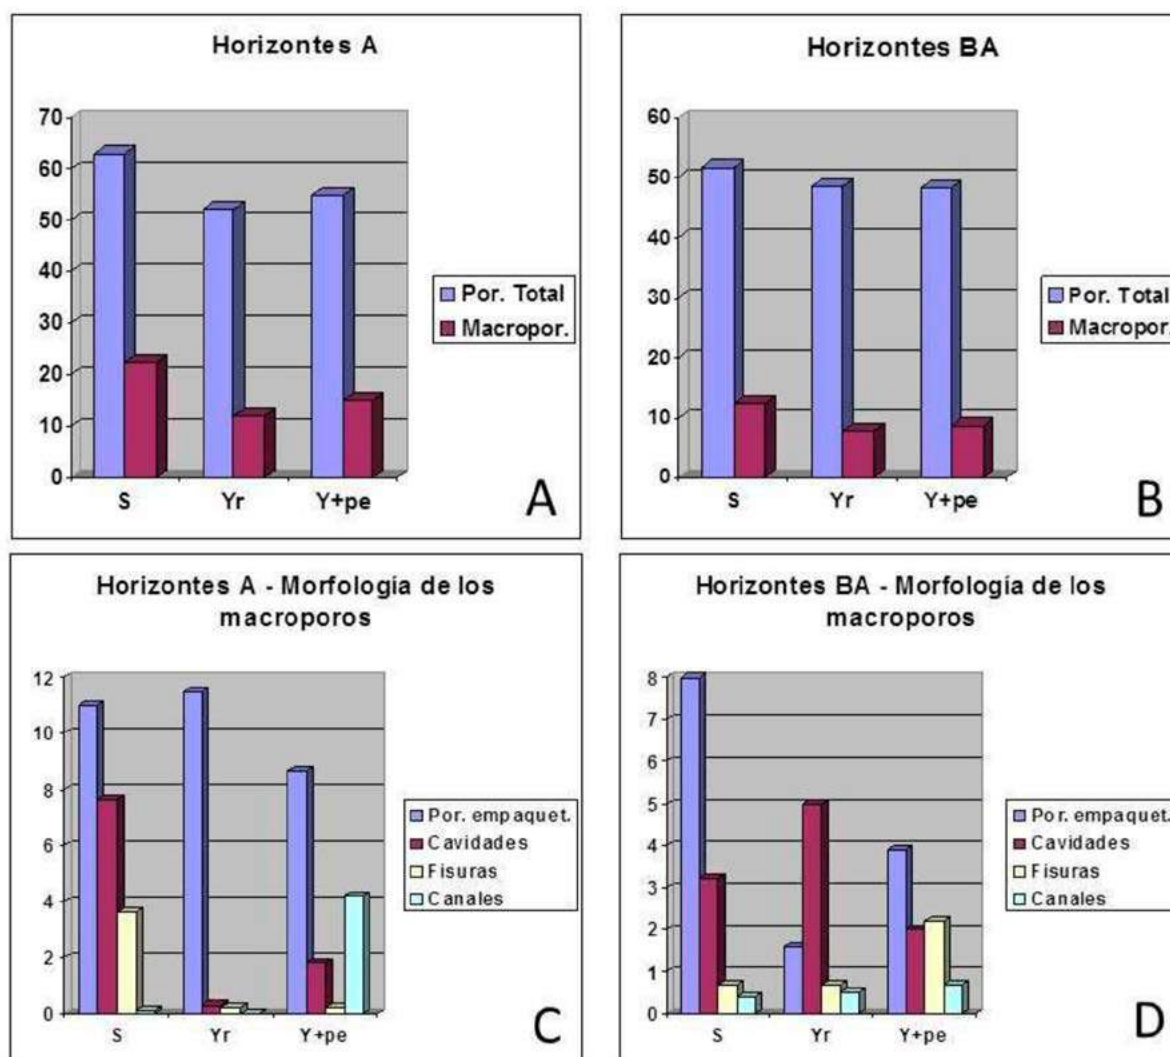 Horizontes A
70
60
50
40
30
20
10
0
S Yr Y+pe
Por. Total
Macropor.
A
Horizontes BA
60
50
40
30
20
10
0
S Yr Y+pe
Por. Total
Macropor.
B
Horizontes A - Morfología de los
macroporos
12
10
8
6
4
2
0
S Yr Y+pe
Por. empaquet.
Cavidades
Fisuras
Canales
C
Horizontes BA - Morfología de los
macroporos
8
7
6
5
4
3
2
1
0
S Yr Y+pe
Por. empaquet.
Cavidades
Fisuras
Canales
D